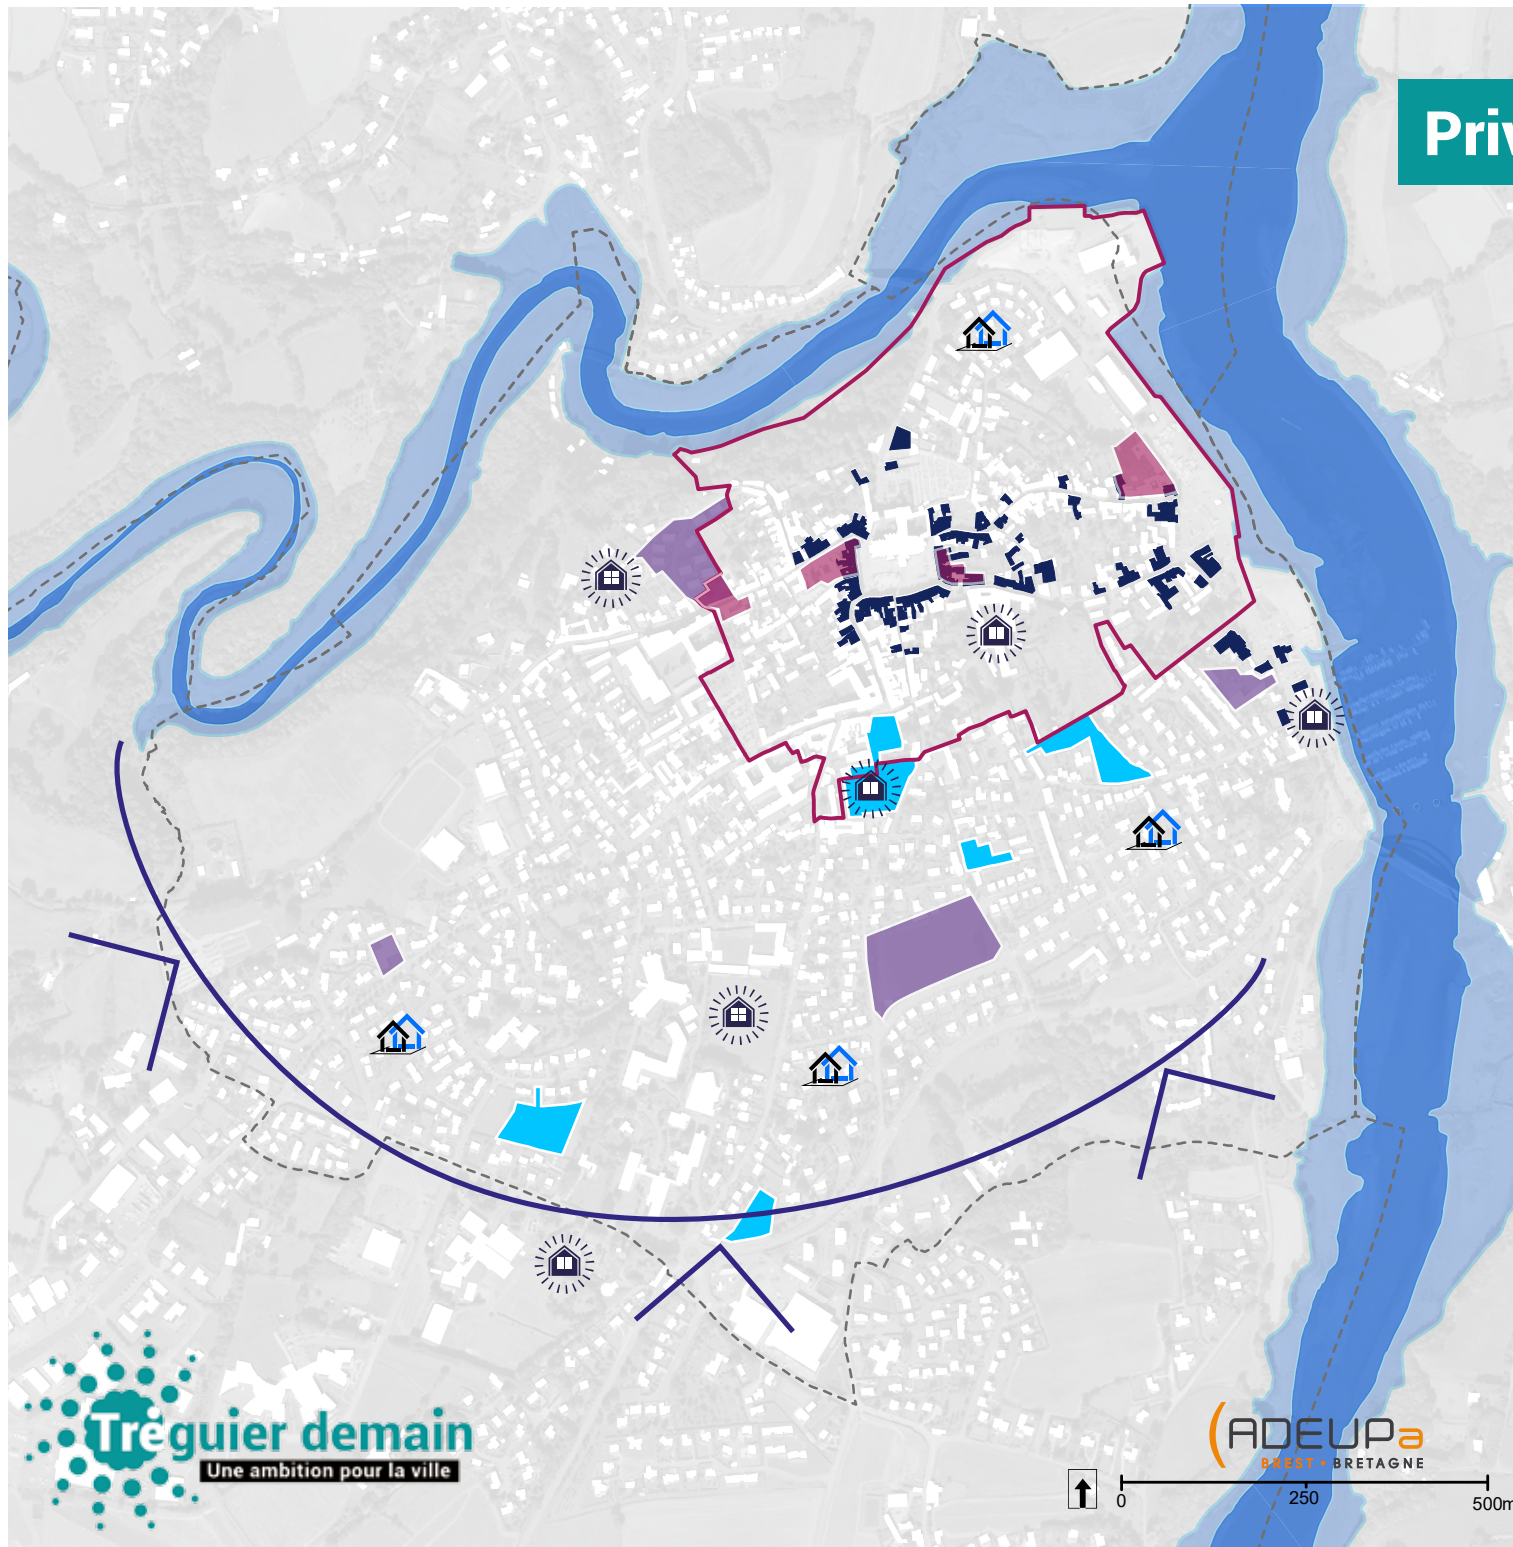 Priv
Tréguier demain
Une ambition pour la ville
ADEUPa
BREST • BRETAGNE
0
250
500m